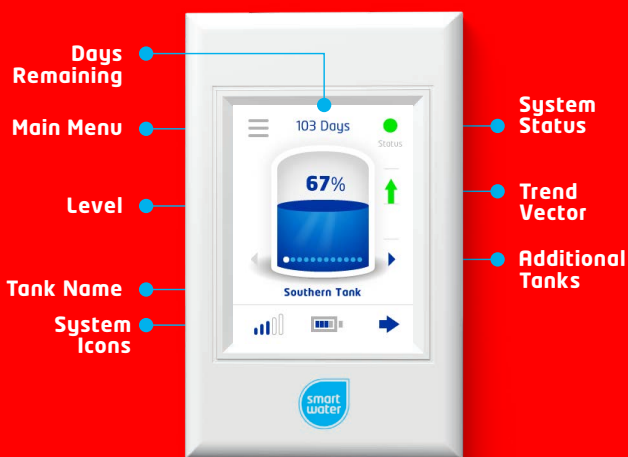 Days
Remaining
Main Menu
Level
Tank Name
System
Icons
103 Days
Status
67%
Southern Tank
smart
water
System
Status
Trend
Vector
Additional
Tanks